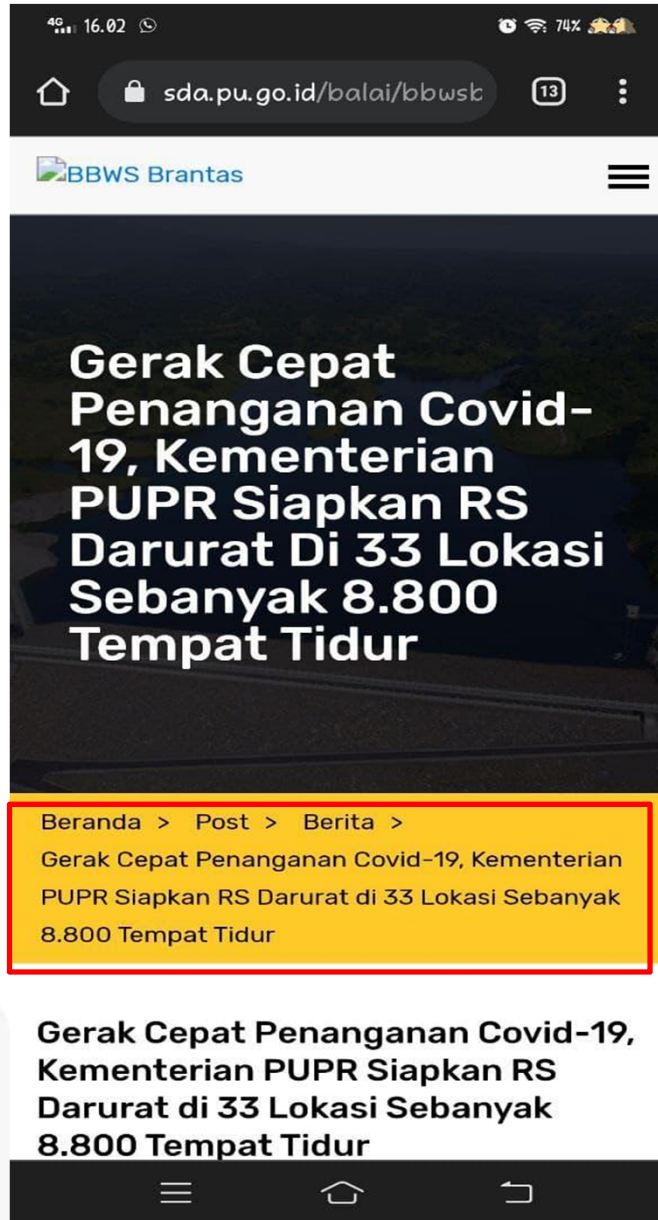 4G 16.02 74%
sda.pu.go.id/balai/bbwsb 13
BBWS Brantas
Gerak Cepat
Penanganan Covid-
19, Kementerian
PUPR Siapkan RS
Darurat Di 33 Lokasi
Sebanyak 8.800
Tempat Tidur
Beranda > Post > Berita >
Gerak Cepat Penanganan Covid-19, Kementerian
PUPR Siapkan RS Darurat di 33 Lokasi Sebanyak
8.800 Tempat Tidur
Gerak Cepat Penanganan Covid-19,
Kementerian PUPR Siapkan RS
Darurat di 33 Lokasi Sebanyak
8.800 Tempat Tidur